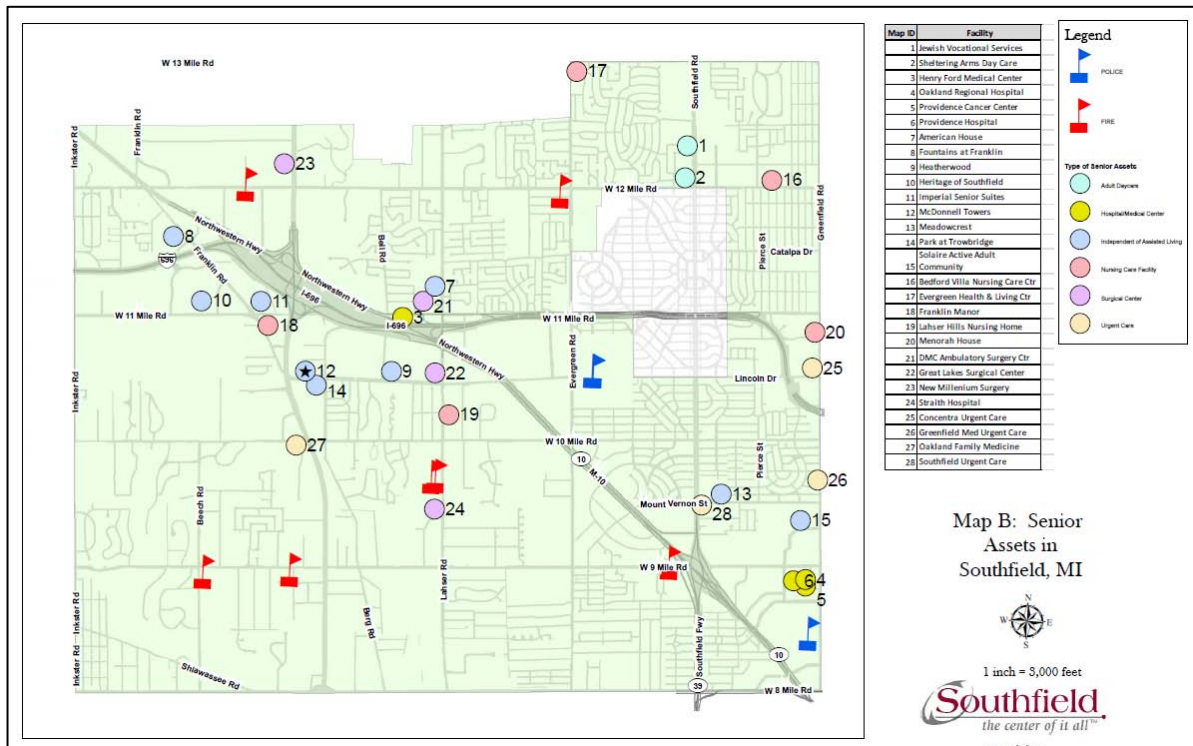 W 13 Mile Rd
17
Southfield Rd
Franklin Rd
Inkster Rd
1
23
2
16
W 12 Mile Rd
Greenfield Rd
Northwestern Hwy
8
Bell Rd
Pierce St
Catalpa Dr
696
Franklin Rd
Northwestern Hwy
7
10
11
I-696
21
W 11 Mile Rd
3
W 11 Mile Rd
18
I-696
20
Northwestern Hwy
Evergreen Rd
25
12
9
22
Lincoln Dr
Inkster Rd
14
19
27
W 10 Mile Rd
10
Pierce St
M-10
26
Beech Rd
13
Mount Vernon St
24
28
15
W 9 Mile Rd
Lahser Rd
6 4
5
Inkster Rd
Berg Rd
Southfield Fwy
Inkster Rd
10
Shiawassee Rd
39
W 8 Mile Rd
Map ID Facility
1 Jewish Vocational Services
2 Sheltering Arms Day Care
3 Henry Ford Medical Center
4 Oakland Regional Hospital
5 Providence Cancer Center
6 Providence Hospital
7 American House
8 Fountains at Franklin
9 Heatherwood
10 Heritage of Southfield
11 Imperial Senior Suites
12 McDonnell Towers
13 Meadowcrest
14 Park at Trowbridge
Solaire Active Adult
15 Community
16 Bedford Villa Nursing Care Ctr
17 Evergreen Health & Living Ctr
18 Franklin Manor
19 Lahser Hills Nursing Home
20 Menorah House
21 DMC Ambulatory Surgery Ctr
22 Great Lakes Surgical Center
23 New Millenium Surgery
24 Straith Hospital
25 Concentra Urgent Care
26 Greenfield Med Urgent Care
27 Oakland Family Medicine
28 Southfield Urgent Care
Legend
POLICE
FIRE
Type of Senior Assets
Adult Daycare
Hospital/Medical Center
Independent of Assisted Living
Nursing Care Facility
Surgical Center
Urgent Care
Map B: Senior
Assets in
Southfield, MI
N
W E
S
1 inch = 3,000 feet
Southfield.
the center of it all™